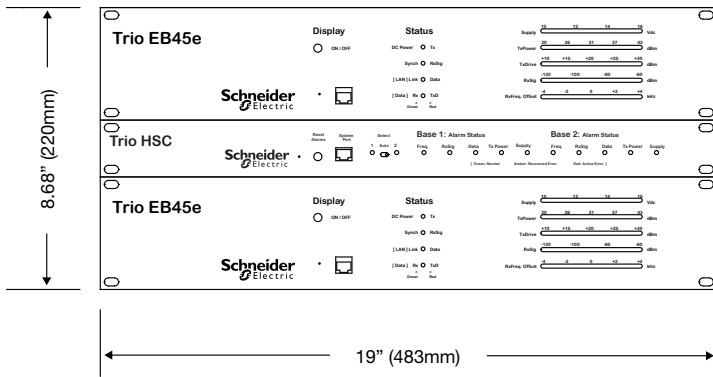 Trio EB45e
Display
ON / OFF
Status
DC Power Tx
Synch RxSig
[ LAN ] Link Data
[ Data ] Rx TxD
Green Red
Schneider
Electric
Supply 10 12 14 16 Vdc
TxPower 20 26 31 37 43 dBm
TxDrive +10 +15 +20 +25 +30 dBm
RxSig -120 -100 -80 -60 dBm
RxFreq. Offset -4 -2 0 +2 +4 kHz
Trio HSC
Schneider
Electric
Reset Alarms
System Port
Select
1 Auto 2
Base 1: Alarm Status
Freq. RxSig Data Tx Power Supply
Base 2: Alarm Status
Freq. RxSig Data Tx Power Supply
[ Green: Normal Amber: Recovered Error Red: Active Error ]
Trio EB45e
Display
ON / OFF
Status
DC Power Tx
Synch RxSig
[ LAN ] Link Data
[ Data ] Rx TxD
Green Red
Schneider
Electric
Supply 10 12 14 16 Vdc
TxPower 20 26 31 37 43 dBm
TxDrive +10 +15 +20 +25 +30 dBm
RxSig -120 -100 -80 -60 dBm
RxFreq. Offset -4 -2 0 +2 +4 kHz
8.68” (220mm)
19” (483mm)